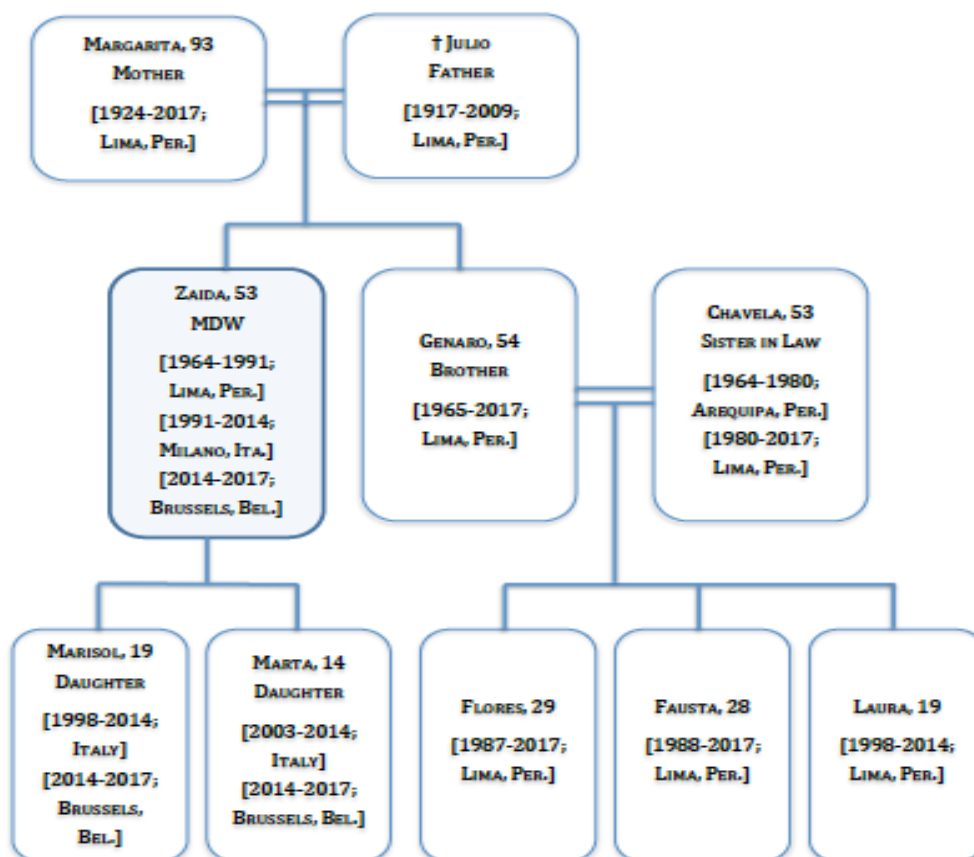 Margarita, 93
Mother
[1924-2017;
Lima, Per.]
† Julio
Father
[1917-2009;
Lima, Per.]
Zaida, 53
MDW
[1964-1991;
Lima, Per.]
[1991-2014;
Milano, Ita.]
[2014-2017;
Brussels, Bel.]
Genaro, 54
Brother
[1965-2017;
Lima, Per.]
Chavela, 53
Sister in Law
[1964-1980;
Arequipa, Per.]
[1980-2017;
Lima, Per.]
Marisol, 19
Daughter
[1998-2014;
Italy]
[2014-2017;
Brussels,
Bel.]
Marta, 14
Daughter
[2003-2014;
Italy]
[2014-2017;
Brussels, Bel.]
Flores, 29
[1987-2017;
Lima, Per.]
Fausta, 28
[1988-2017;
Lima, Per.]
Laura, 19
[1998-2014;
Lima, Per.]